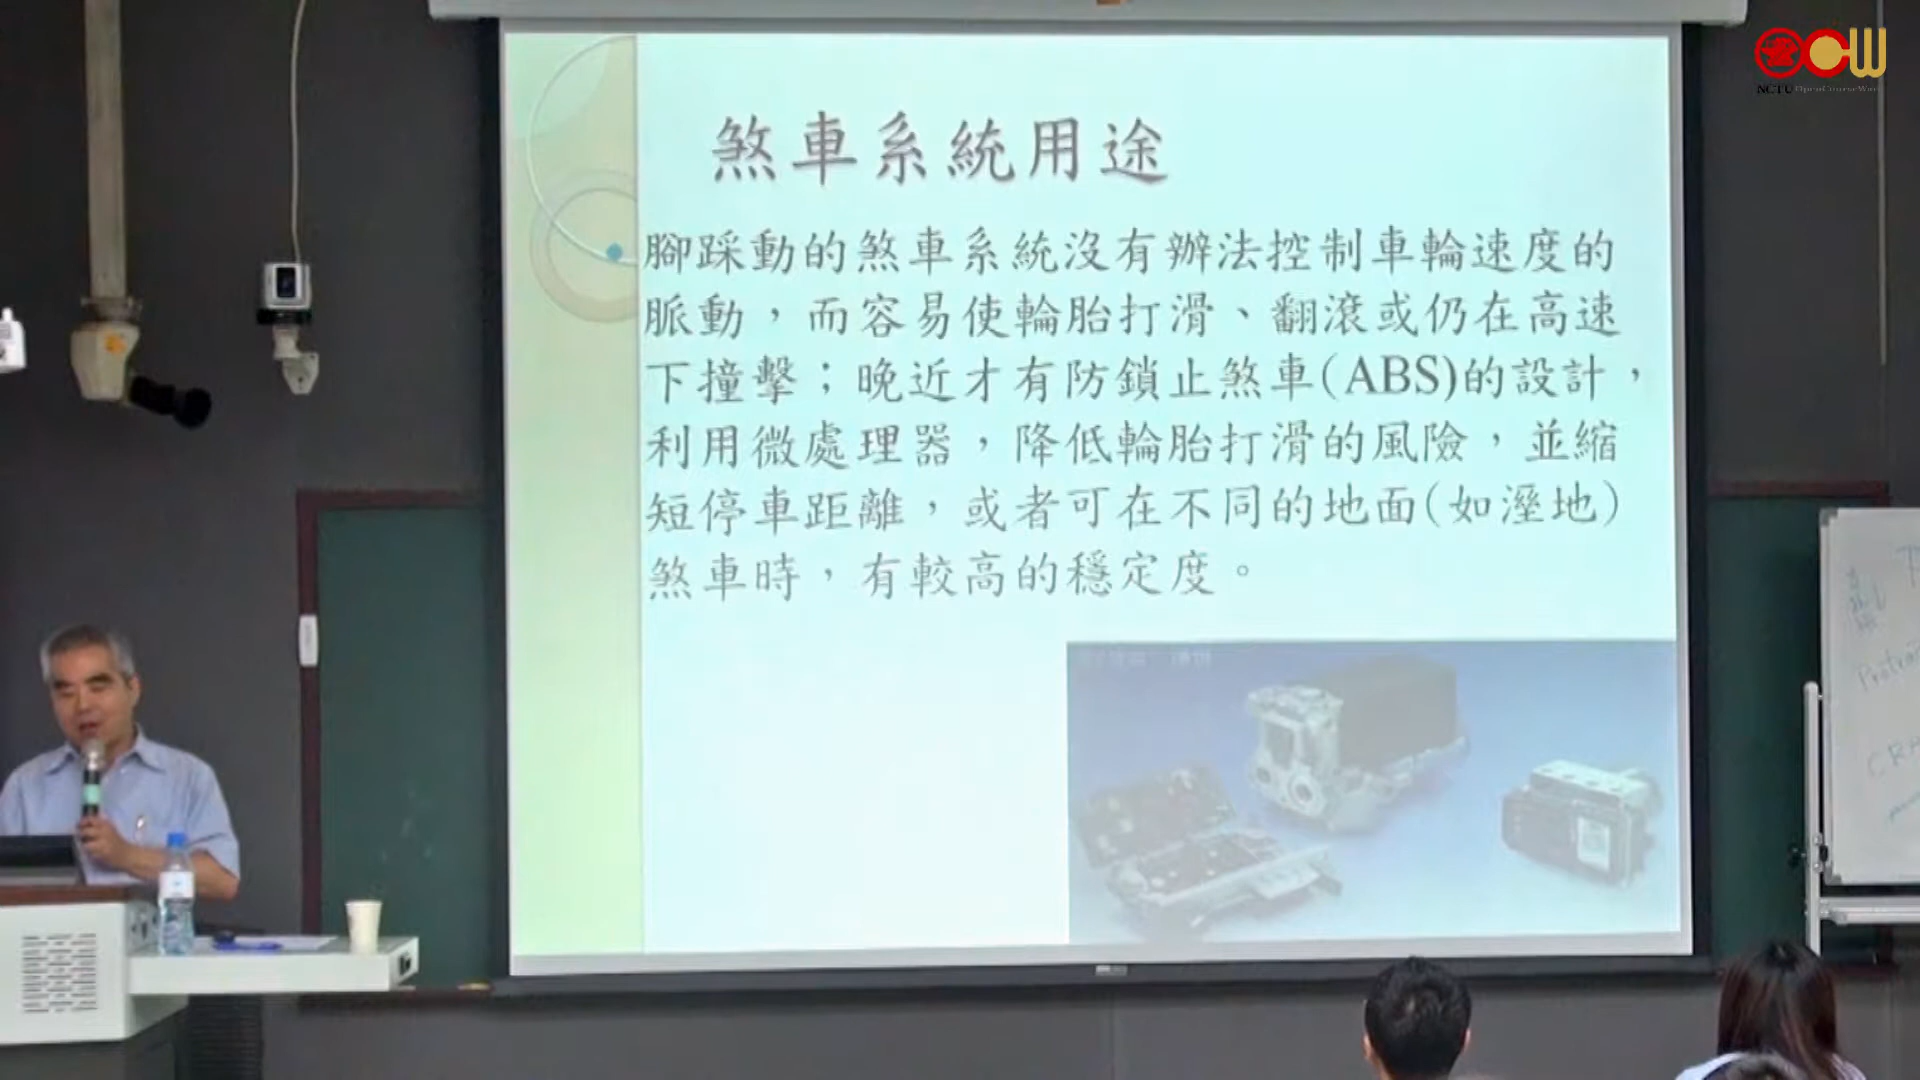 煞車系統用途
腳踩動的煞車系統沒有辦法控制車輪速度的
脈動，而容易使輪胎打滑、翻滾或仍在高速
下撞擊；晚近才有防鎖止煞車(ABS)的設計，
利用微處理器，降低輪胎打滑的風險，並縮
短停車距離，或者可在不同的地面(如溼地)
煞車時，有較高的穩定度。
NCTU OpenCourseWare